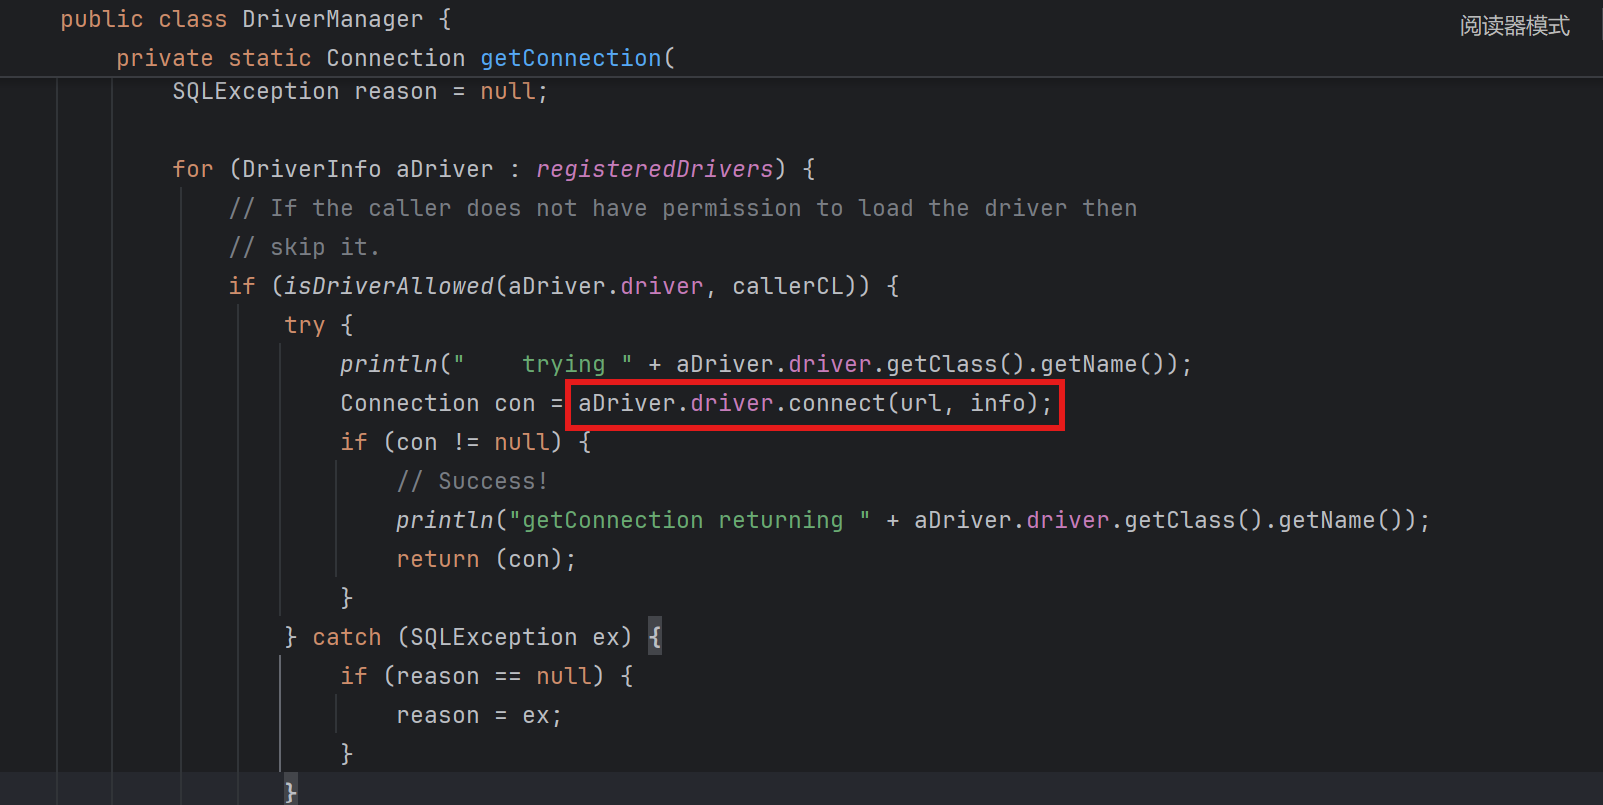 public class DriverManager {
阅读器模式
private static Connection getConnection(
SQLException reason = null;
for (DriverInfo aDriver : registeredDrivers) {
// If the caller does not have permission to load the driver then
// skip it.
if (isDriverAllowed(aDriver.driver, callerCL)) {
try {
println("    trying " + aDriver.driver.getClass().getName());
Connection con = aDriver.driver.connect(url, info);
if (con != null) {
// Success!
println("getConnection returning " + aDriver.driver.getClass().getName());
return (con);
}
} catch (SQLException ex) {
if (reason == null) {
reason = ex;
}
}